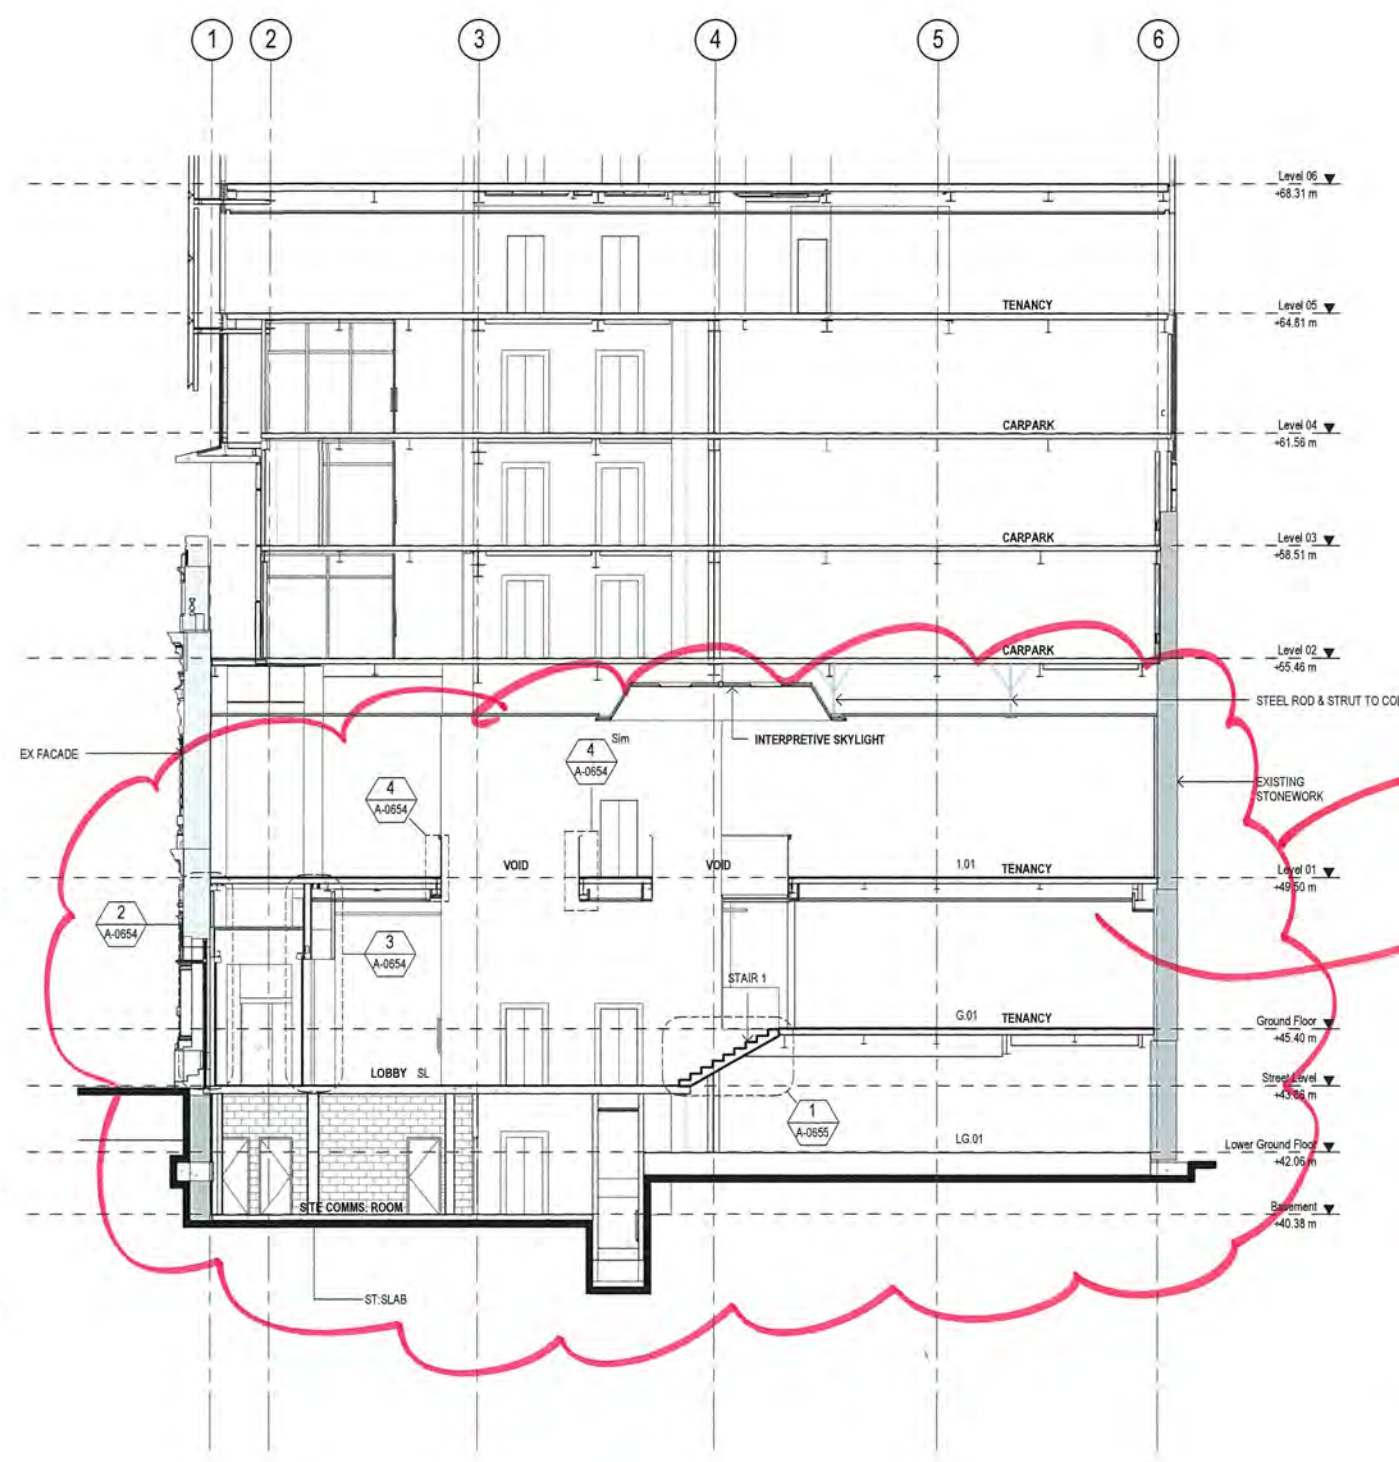 1 2 3 4 5 6
Level 06
+68.31 m
TENANCY
Level 05
+64.81 m
CARPARK
Level 04
+61.56 m
CARPARK
Level 03
+58.51 m
CARPARK
Level 02
+55.46 m
STEEL ROD & STRUT TO
INTERPRETIVE SKYLIGHT
Sim
EX FACADE
4
A-0654
4
A-0654
EXISTING
STONEWORK
VOID
VOID
1.01
TENANCY
Level 01
+49.50 m
2
A-0654
3
A-0654
STAIR 1
G.01
TENANCY
Ground Floor
+45.40 m
LOBBY SL
Street Level
1
A-0655
LG.01
Lower Ground Floor
+42.06 m
SITE COMMS. ROOM
Basement
+40.38 m
ST:SLAB